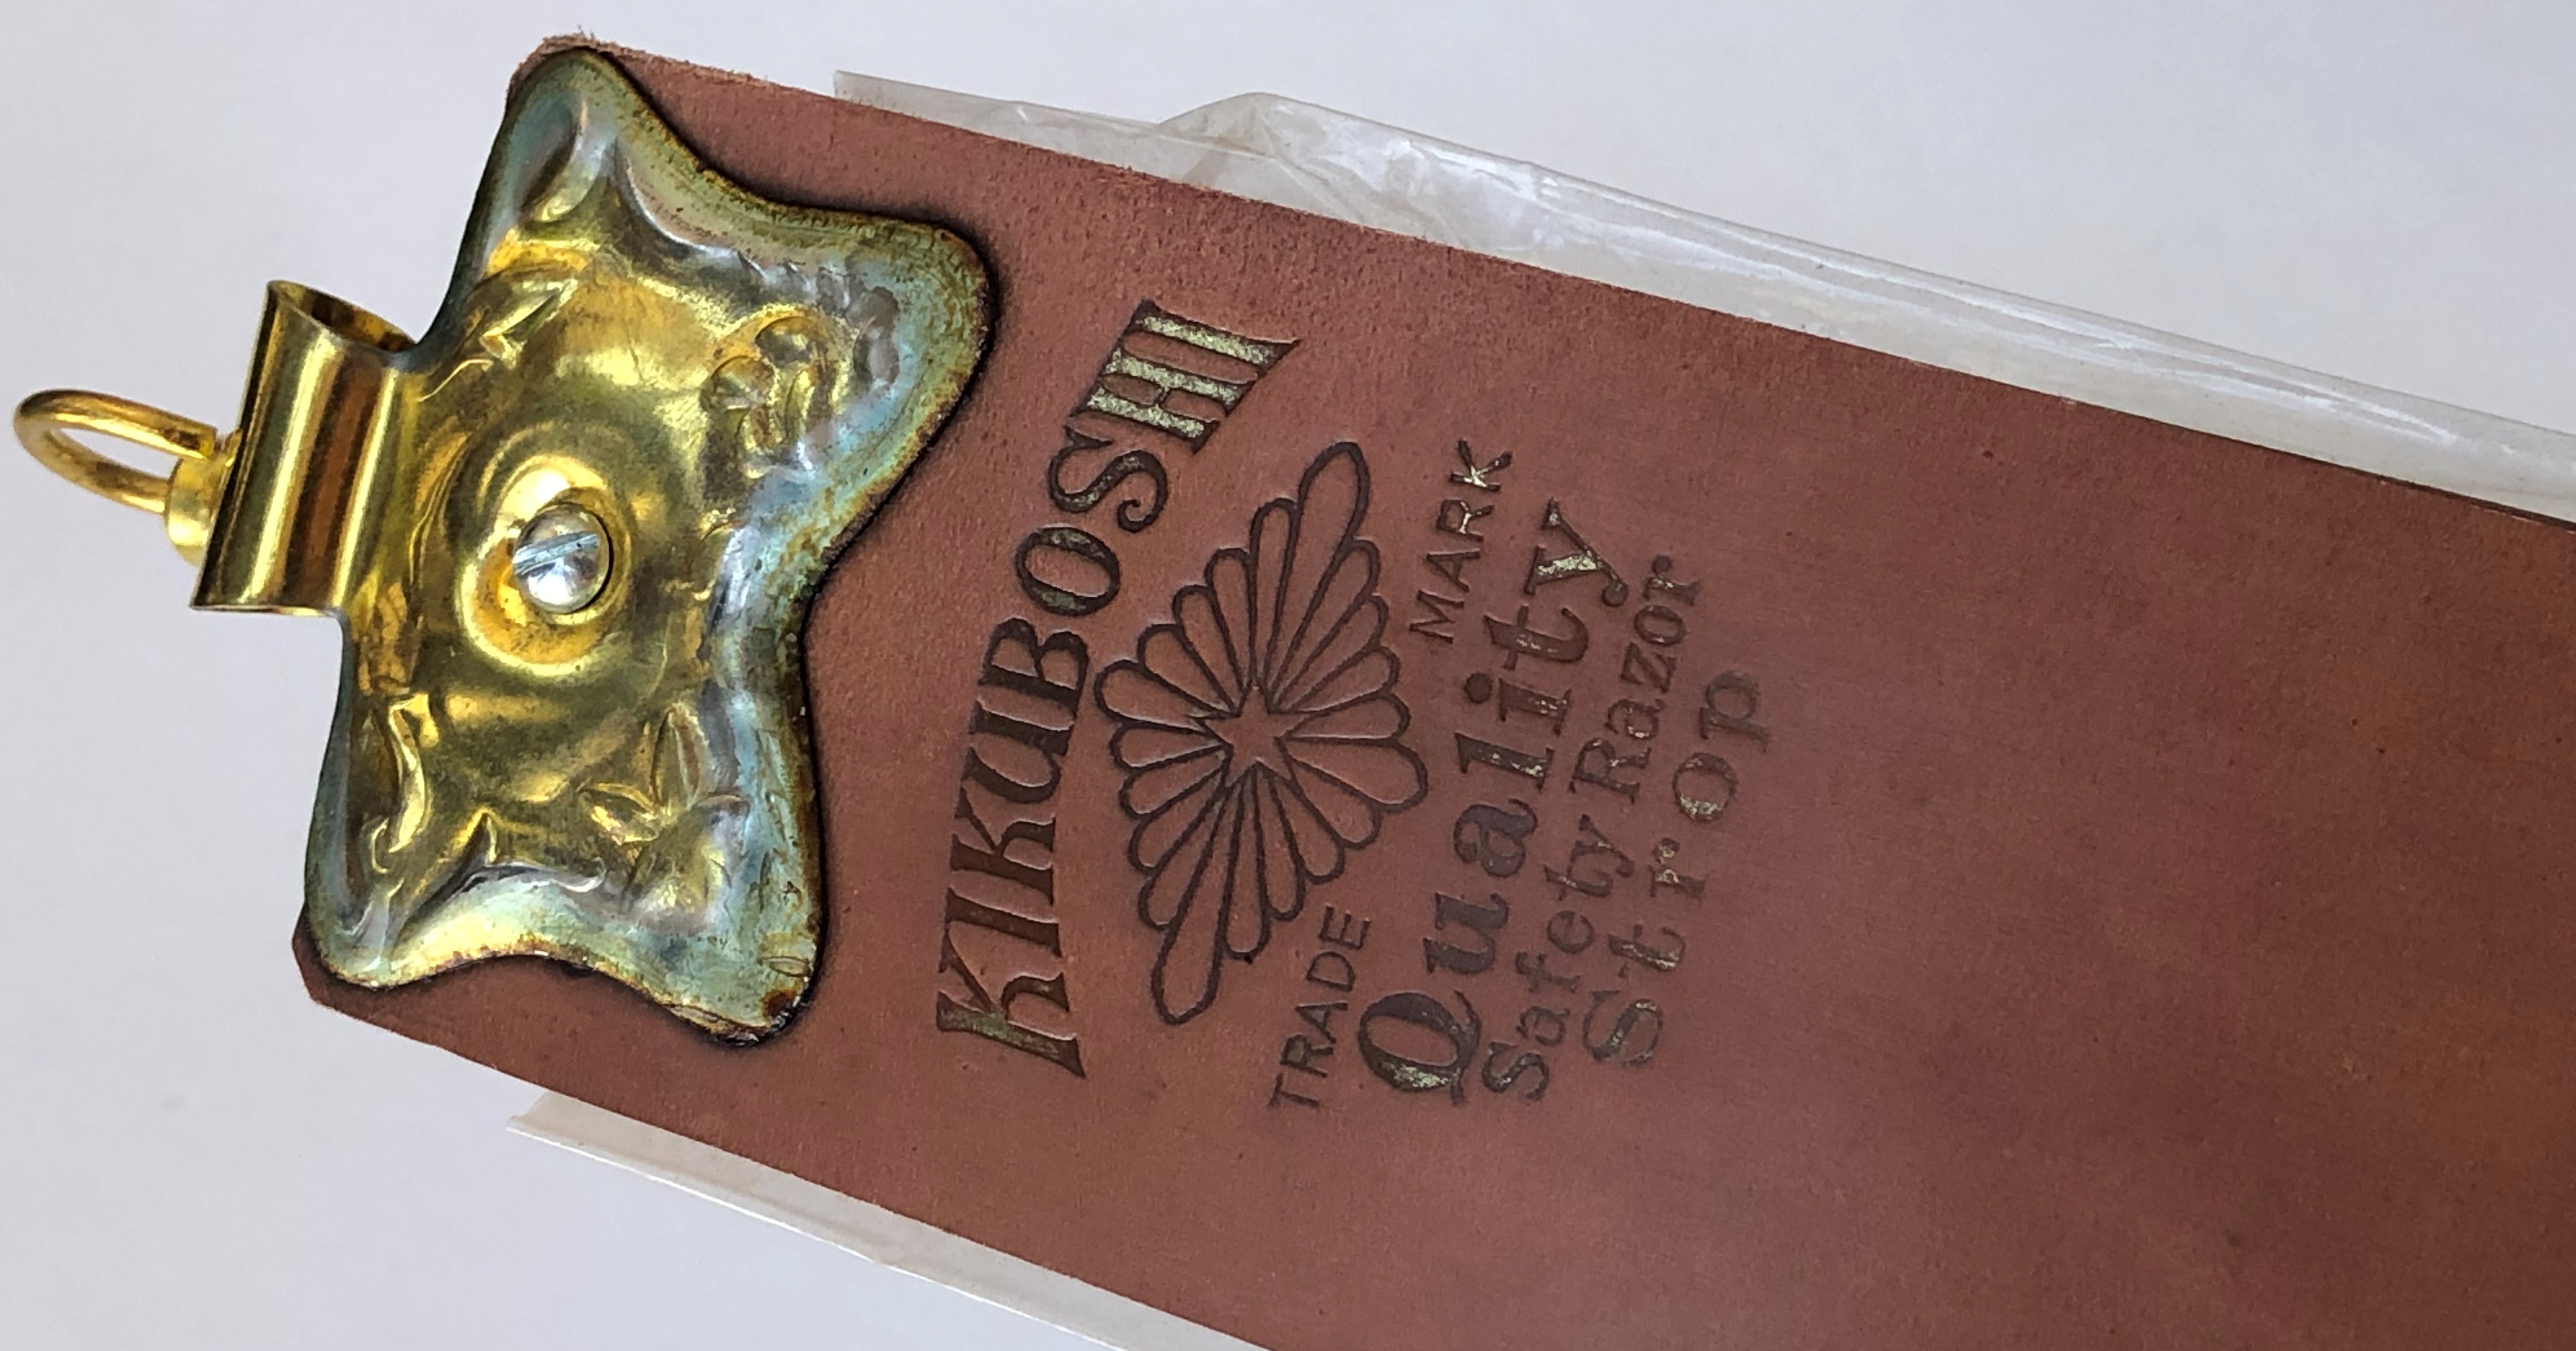 KIKUBOSHI
TRADE MARK
Quality
Safety Razor
Strop